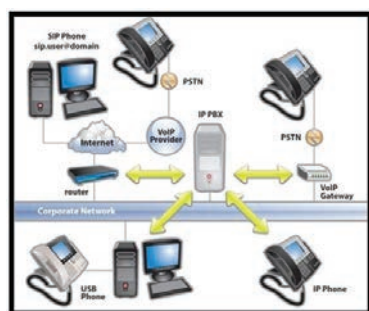 SIP Phone
sip.user@domain
PSTN
IP PBX
Internet
VoIP
Provider
PSTN
router
VoIP
Gateway
Corporate Network
USB
Phone
IP Phone